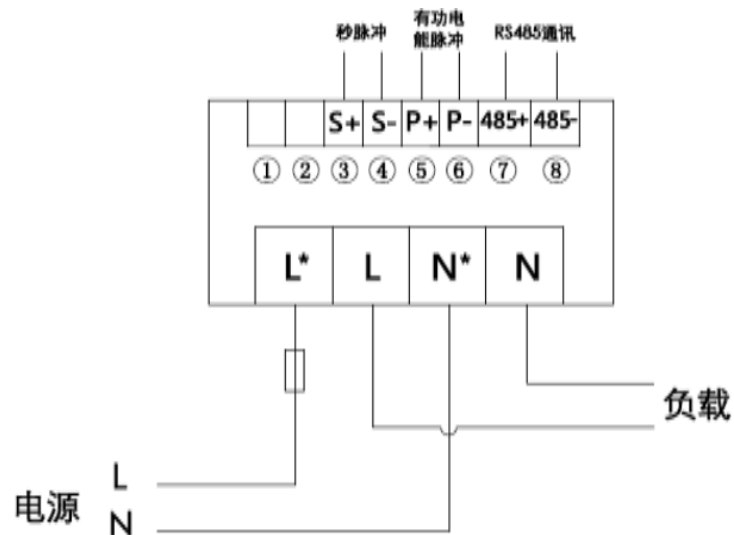 秒脉冲
有功电
能脉冲
RS485通讯
S+ S- P+ P- 485+ 485-
① ② ③ ④ ⑤ ⑥ ⑦ ⑧
L* L N* N
负载
电源
L
N